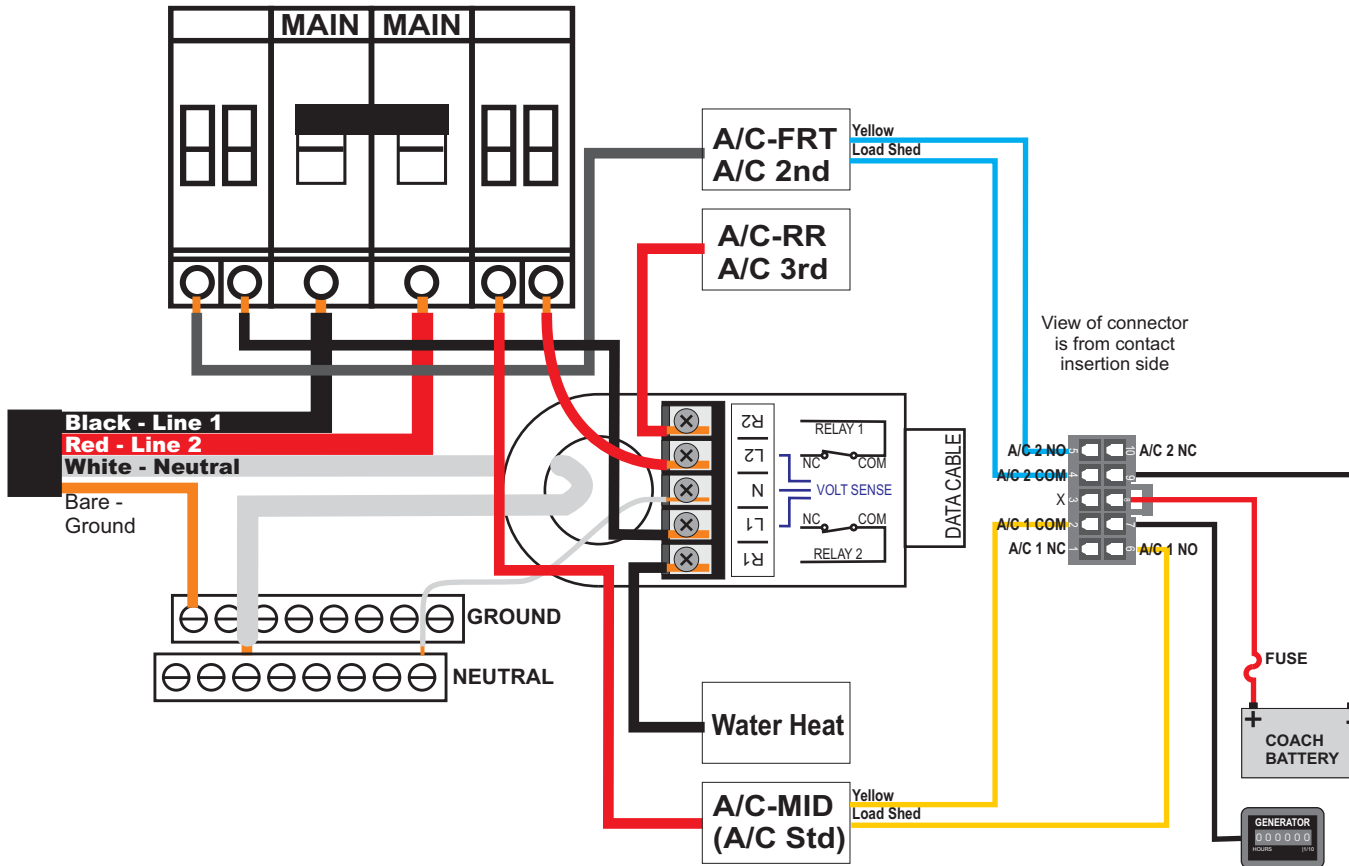 MAIN MAIN
A/C-FRT
A/C 2nd
Yellow
Load Shed
A/C-RR
A/C 3rd
View of connector
is from contact
insertion side
Black - Line 1
Red - Line 2
White - Neutral
Bare -
Ground
R2
L2
N
L1
R1
RELAY 1
NC COM
VOLT SENSE
NC COM
RELAY 2
DATA CABLE
A/C 2 NO 5 10 A/C 2 NC
A/C 2 COM 4 9
X 3 8
A/C 1 COM 2 7
A/C 1 NC 1 6 A/C 1 NO
GROUND
NEUTRAL
FUSE
+ -
COACH
BATTERY
Water Heat
A/C-MID
(A/C Std)
Yellow
Load Shed
GENERATOR
000000
HOURS |1/10